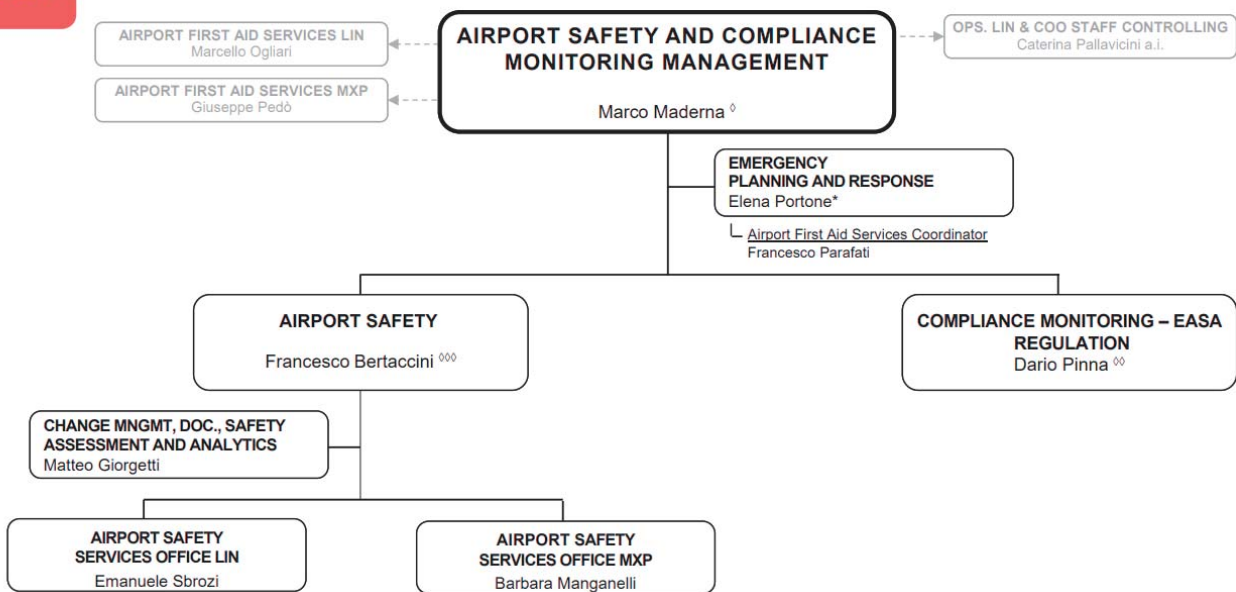 AIRPORT FIRST AID SERVICES LIN
Marcello Ogliari
AIRPORT FIRST AID SERVICES MXP
Giuseppe Pedò
AIRPORT SAFETY AND COMPLIANCE
MONITORING MANAGEMENT
Marco Maderna ◊
OPS. LIN & COO STAFF CONTROLLING
Caterina Pallavicini a.i.
EMERGENCY
PLANNING AND RESPONSE
Elena Portone*
Airport First Aid Services Coordinator
Francesco Parafati
AIRPORT SAFETY
Francesco Bertaccini ◊◊◊
COMPLIANCE MONITORING – EASA
REGULATION
Dario Pinna ◊◊
CHANGE MNGMT, DOC., SAFETY
ASSESSMENT AND ANALYTICS
Matteo Giorgetti
AIRPORT SAFETY
SERVICES OFFICE LIN
Emanuele Sbrozi
AIRPORT SAFETY
SERVICES OFFICE MXP
Barbara Manganelli